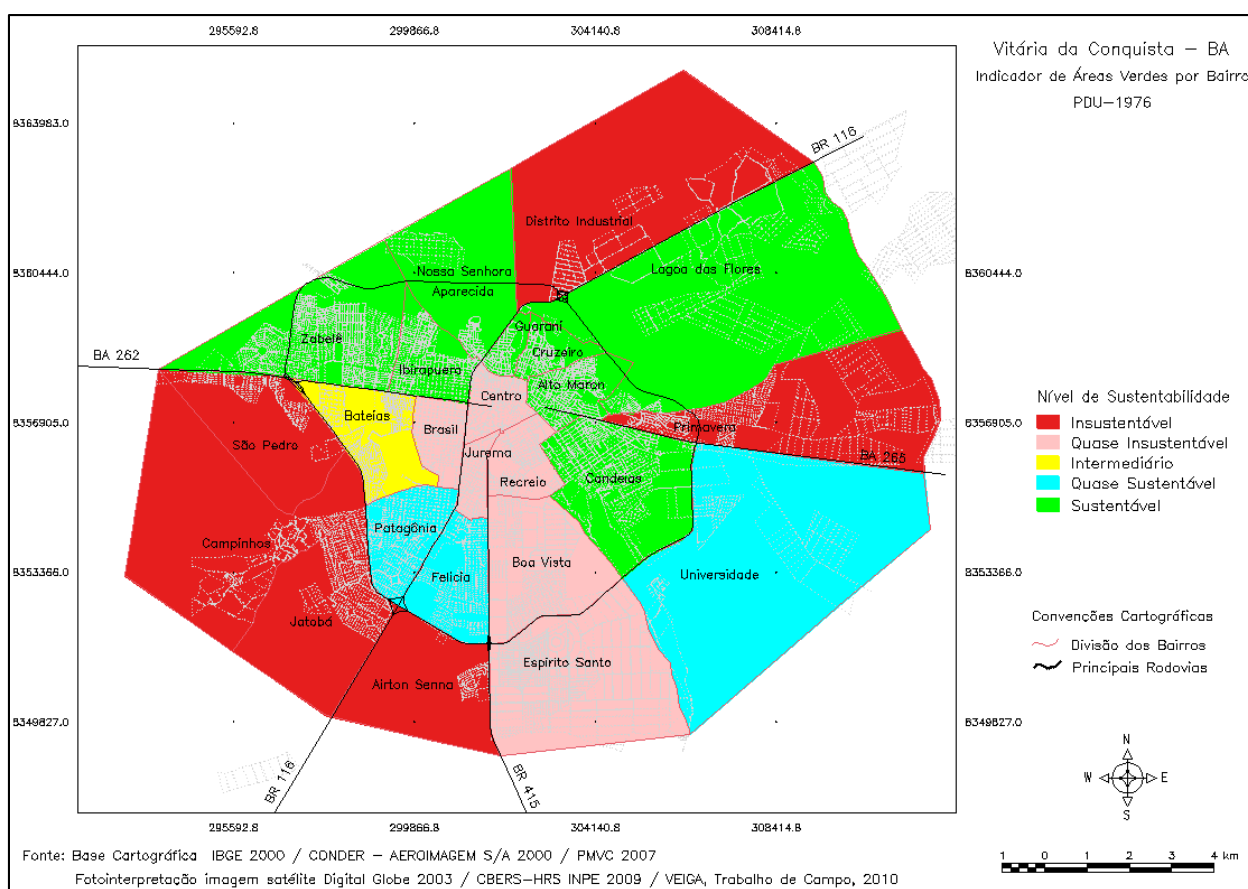 295592.8 299866.8 304140.8 308414.8
Vitária da Conquista – BA
Indicador de Áreas Verdes por Bairro
PDU–1976
8363983.0
BR 116
Distrito Industrial
8360444.0
Nossa Senhora
Aparecida
Lagoa das Flores
8360444.0
Guarani
Zabelê
Cruzeiro
BA 262
Ibirapuera
Alto Maron
Centro
Nível de Sustentabilidade
Insustentável
Quase Insustentável
Intermediário
Quase Sustentável
Sustentável
Bateias
8356905.0
Brasil
Primavera
8356905.0
São Pedro
Jurema
BA 265
Recreio
Candeias
Patagônia
Campinhos
Boa Vista
8353366.0
Felícia
Universidade
8353366.0
Jatobá
Convenções Cartográficas
Divisão dos Bairros
Principais Rodovias
Espírito Santo
Airton Senna
8349827.0
8349827.0
BR 116
BR 415
N
W E
S
295592.8 299866.8 304140.8 308414.8
Fonte: Base Cartográfica IBGE 2000 / CONDER – AEROIMAGEM S/A 2000 / PMVC 2007
Fotointerpretação imagem satélite Digital Globe 2003 / CBERS–HRS INPE 2009 / VEIGA, Trabalho de Campo, 2010
1 0 1 2 3 4 km